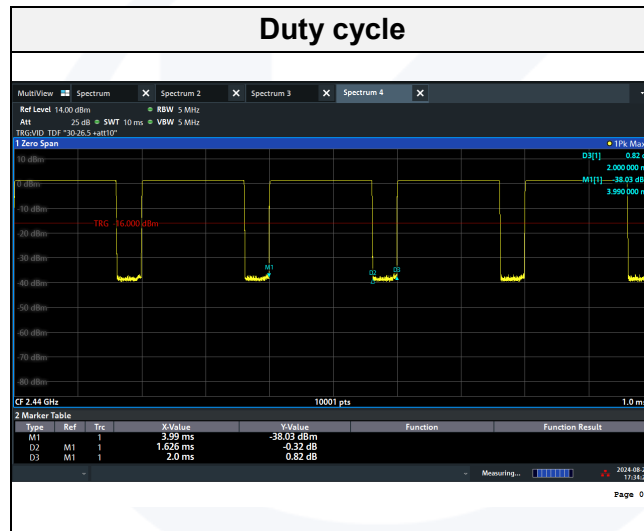 Duty cycle
MultiView Spectrum X Spectrum 2 X Spectrum 3 X Spectrum 4 X
Ref Level 14.00 dBm RBW 5 MHz
Att 25 dB SWT 10 ms VBW 5 MHz
TRG:VID TDF "30-26.5 +att10"
1 Zero Span 1Pk Max
10 dBm D3[1] 0.82 d
2.000 000 m
0 dBm M1[1] -38.03 dB
3.990 000 m
-10 dBm
TRG -16.000 dBm
-20 dBm
-30 dBm
M1 D2 D3
-40 dBm
-50 dBm
-60 dBm
-70 dBm
-80 dBm
CF 2.44 GHz 10001 pts 1.0 ms
2 Marker Table
Type Ref Trc X-Value Y-Value Function Function Result
M1 1 3.99 ms -38.03 dBm
D2 M1 1 1.626 ms -0.32 dB
D3 M1 1 2.0 ms 0.82 dB
Measuring... 2024-08-2
17:34:2
Page 0